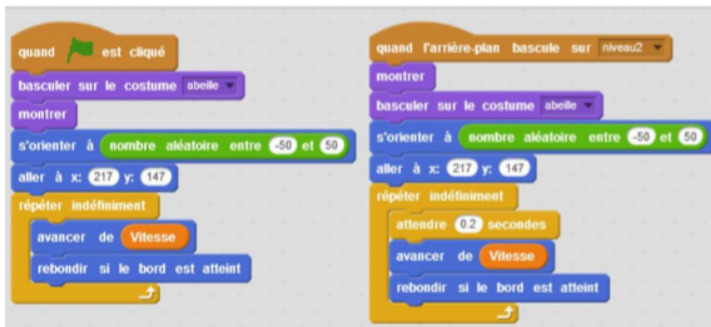 quand est cliqué
basculer sur le costume abeille
montrer
s'orienter à nombre aléatoire entre -50 et 50
aller à x: 217 y: 147
répéter indéfiniment
avancer de Vitesse
rebondir si le bord est atteint
quand l'arrière-plan bascule sur niveau2
montrer
basculer sur le costume abeille
s'orienter à nombre aléatoire entre -50 et 50
aller à x: 217 y: 147
répéter indéfiniment
attendre 0.2 secondes
avancer de Vitesse
rebondir si le bord est atteint